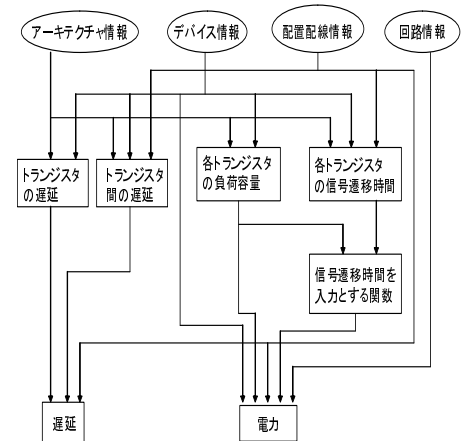 アーキテクチャ情報
デバイス情報
配置配線情報
回路情報
トランジスタ
の遅延
トランジスタ
間の遅延
各トランジスタ
の負荷容量
各トランジスタ
の信号遷移時間
信号遷移時間を
入力とする関数
遅延
電力